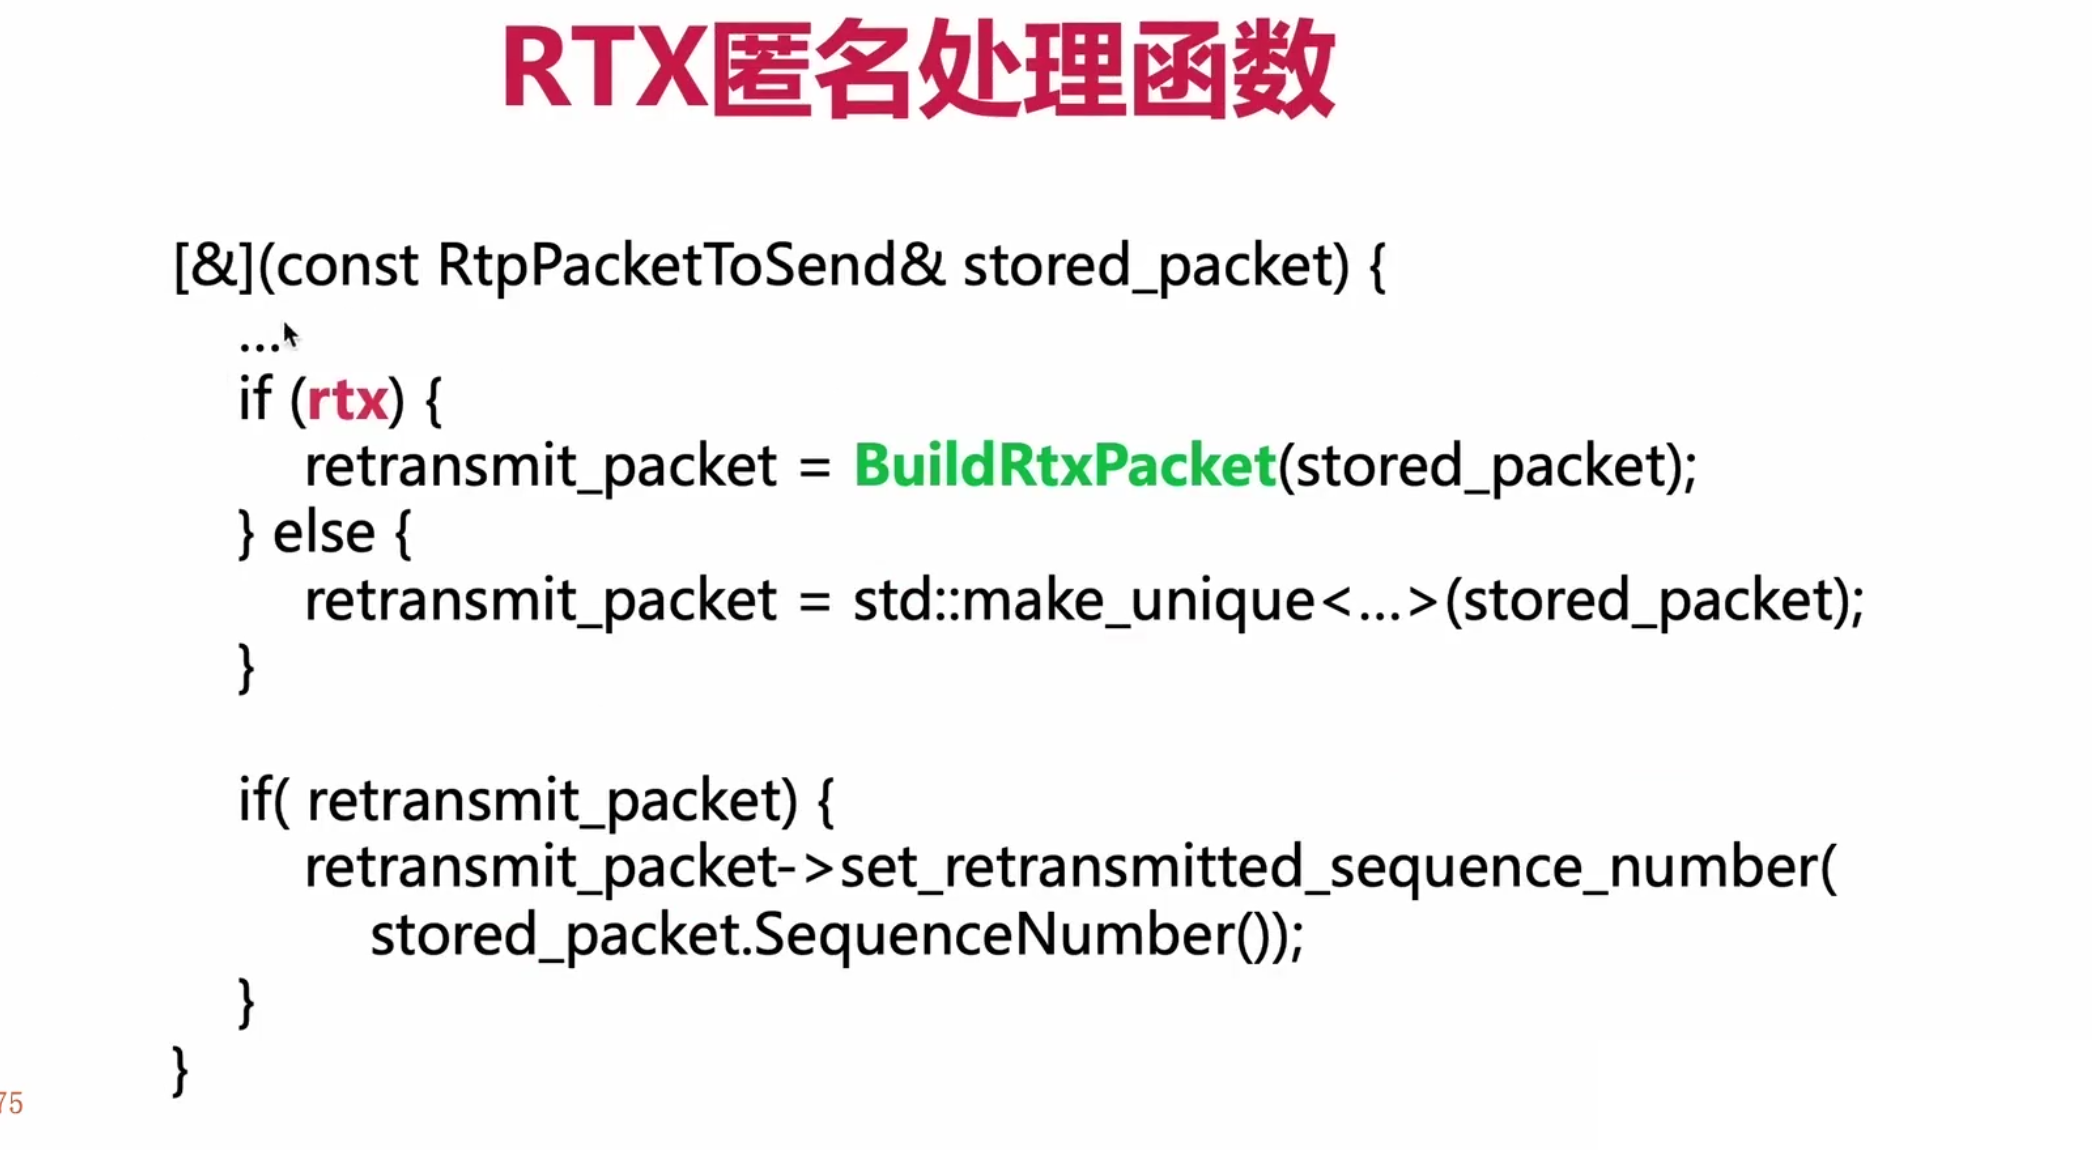 RTX匿名处理函数
[&](const RtpPacketToSend& stored_packet) {
...
if (rtx) {
retransmit_packet = BuildRtxPacket(stored_packet);
} else {
retransmit_packet = std::make_unique<...>(stored_packet);
}
if( retransmit_packet) {
retransmit_packet->set_retransmitted_sequence_number(
stored_packet.SequenceNumber());
}
}
75